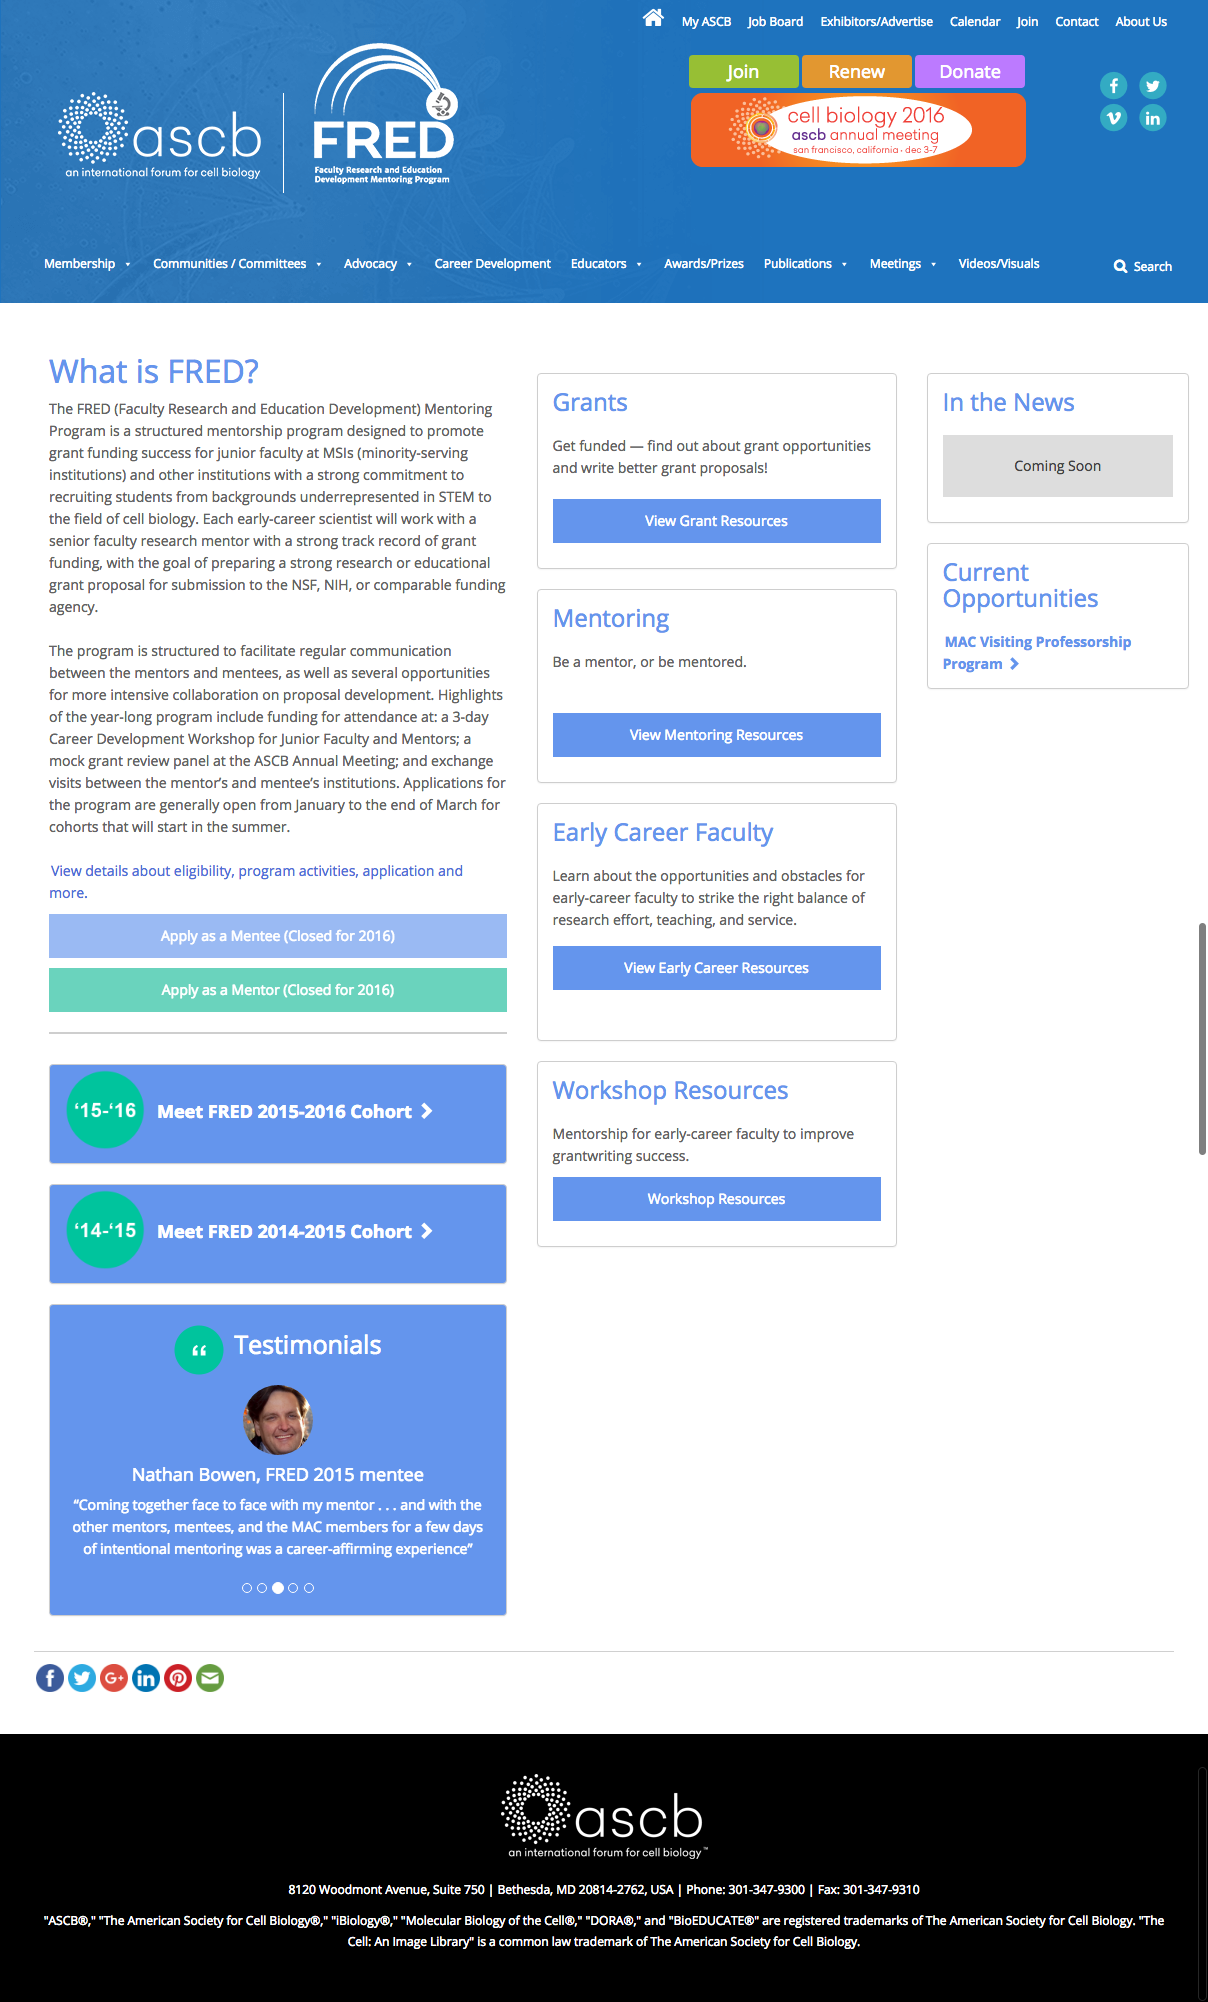 My ASCB Job Board Exhibitors/Advertise Calendar Join Contact About Us
Join Renew Donate
ascb
an international forum for cell biology
FRED
Faculty Research and Education
Development Mentoring Program
cell biology 2016
ascb annual meeting
san francisco, california • dec 3-7
Membership Communities / Committees Advocacy Career Development Educators Awards/Prizes Publications Meetings Videos/Visuals Search
What is FRED?
The FRED (Faculty Research and Education Development) Mentoring
Program is a structured mentorship program designed to promote
grant funding success for junior faculty at MSIs (minority-serving
institutions) and other institutions with a strong commitment to
recruiting students from backgrounds underrepresented in STEM to
the field of cell biology. Each early-career scientist will work with a
senior faculty research mentor with a strong track record of grant
funding, with the goal of preparing a strong research or educational
grant proposal for submission to the NSF, NIH, or comparable funding
agency.
The program is structured to facilitate regular communication
between the mentors and mentees, as well as several opportunities
for more intensive collaboration on proposal development. Highlights
of the year-long program include funding for attendance at: a 3-day
Career Development Workshop for Junior Faculty and Mentors; a
mock grant review panel at the ASCB Annual Meeting; and exchange
visits between the mentor's and mentee's institutions. Applications for
the program are generally open from January to the end of March for
cohorts that will start in the summer.
View details about eligibility, program activities, application and
more.
Apply as a Mentee (Closed for 2016)
Apply as a Mentor (Closed for 2016)
‘15-‘16 Meet FRED 2015-2016 Cohort
‘14-‘15 Meet FRED 2014-2015 Cohort
“ Testimonials
Nathan Bowen, FRED 2015 mentee
“Coming together face to face with my mentor . . . and with the
other mentors, mentees, and the MAC members for a few days
of intentional mentoring was a career-affirming experience”
Grants
Get funded — find out about grant opportunities
and write better grant proposals!
View Grant Resources
Mentoring
Be a mentor, or be mentored.
View Mentoring Resources
Early Career Faculty
Learn about the opportunities and obstacles for
early-career faculty to strike the right balance of
research effort, teaching, and service.
View Early Career Resources
Workshop Resources
Mentorship for early-career faculty to improve
grantwriting success.
Workshop Resources
In the News
Coming Soon
Current
Opportunities
MAC Visiting Professorship
Program
ascb
an international forum for cell biology™
8120 Woodmont Avenue, Suite 750 | Bethesda, MD 20814-2762, USA | Phone: 301-347-9300 | Fax: 301-347-9310
"ASCB®," "The American Society for Cell Biology®," "iBiology®," "Molecular Biology of the Cell®," "DORA®," and "BioEDUCATE®" are registered trademarks of The American Society for Cell Biology. "The
Cell: An Image Library" is a common law trademark of The American Society for Cell Biology.